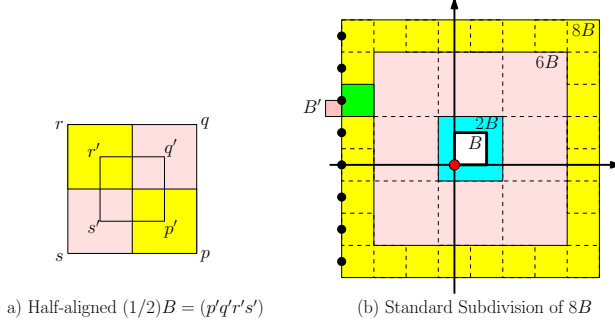 8B
6B
B′
2B
B
r
q
r′
q′
s′
p′
s
p
a) Half-aligned (1/2)B = (p′q′r′s′)
(b) Standard Subdivision of 8B